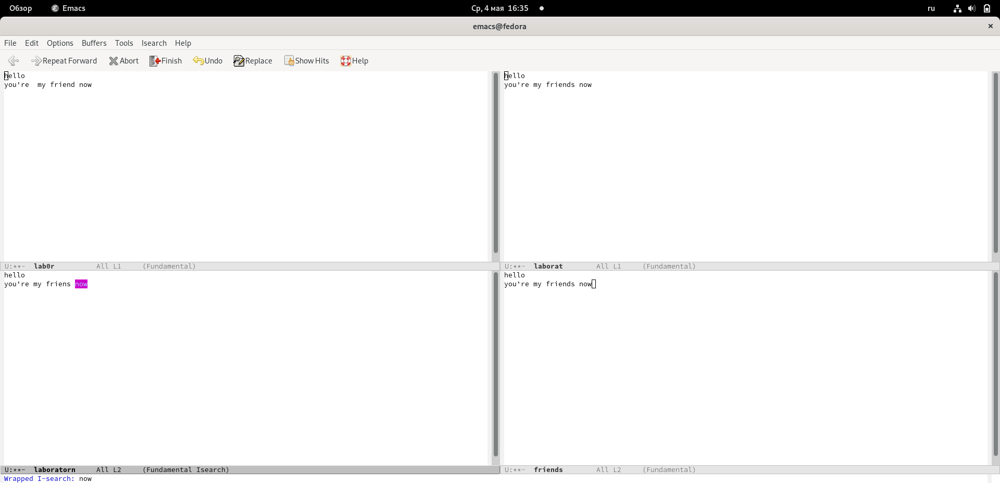 Обзор Emacs Ср, 4 мая 16:35 ru
emacs@fedora
File Edit Options Buffers Tools Isearch Help
Repeat Forward Abort Finish Undo Replace Show Hits Help
hello
you're  my friend now
hello
you're my friends now
U:**-  lab0r All L1 (Fundamental)
U:**-  laborat All L1 (Fundamental)
hello
you're my friens now
hello
you're my friends now
U:**-  laboratorn All L2 (Fundamental Isearch)
U:**-  friends All L2 (Fundamental)
Wrapped I-search: now